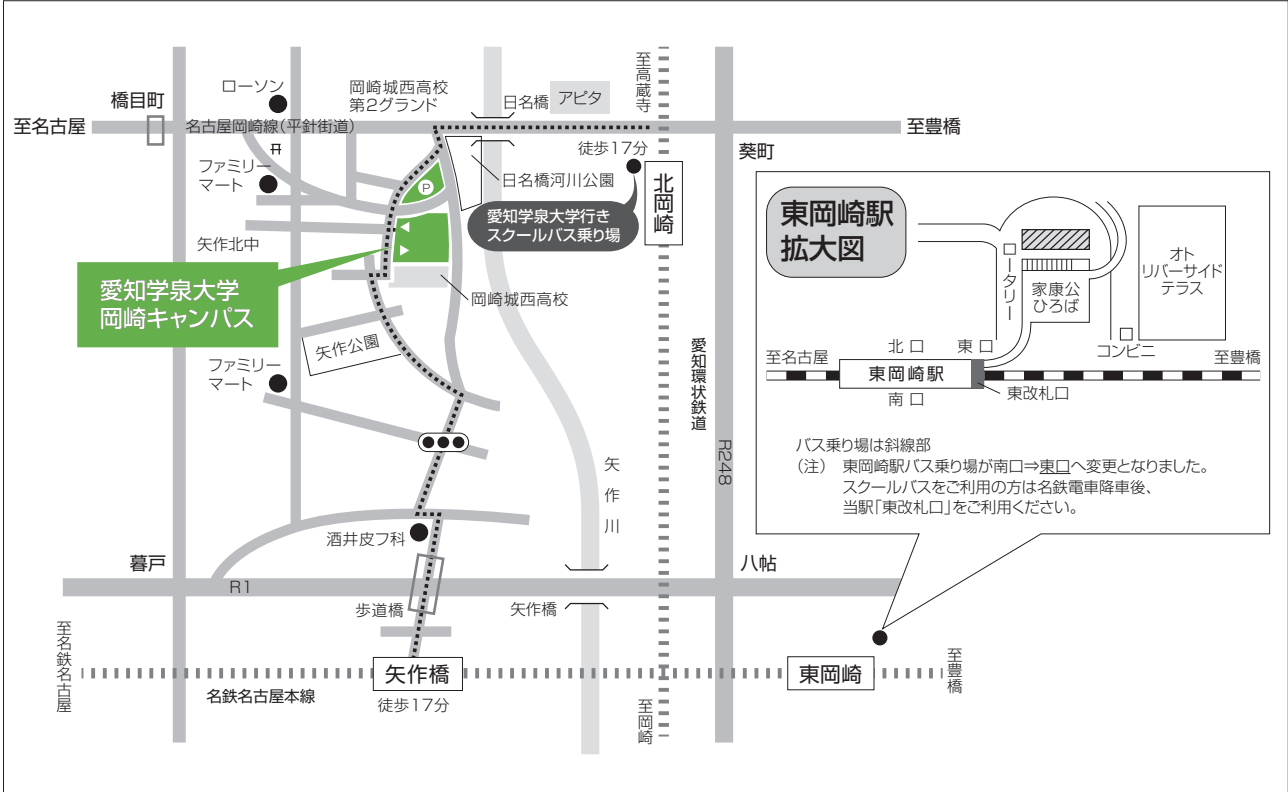 橋目町
至名古屋
ローソン
名古屋岡崎線(平針街道)
岡崎城西高校
第2グランド
日名橋
アピタ
至高蔵寺
至豊橋
葵町
徒歩17分
北岡崎
ファミリー
マート
P
日名橋河川公園
愛知学泉大学行き
スクールバス乗り場
矢作北中
愛知学泉大学
岡崎キャンパス
岡崎城西高校
矢作公園
ファミリー
マート
愛知環状鉄道
R248
矢作川
酒井皮フ科
暮戸
R1
歩道橋
矢作橋
八帖
至名鉄名古屋
名鉄名古屋本線
矢作橋
徒歩17分
至岡崎
東岡崎
至豊橋
東岡崎駅
拡大図
ロータリー
家康公
ひろば
オト
リバーサイド
テラス
コンビニ
至名古屋
北口
東口
至豊橋
東岡崎駅
南口
東改札口
バス乗り場は斜線部
(注) 東岡崎駅バス乗り場が南口⇒東口へ変更となりました。
スクールバスをご利用の方は名鉄電車降車後、
当駅「東改札口」をご利用ください。